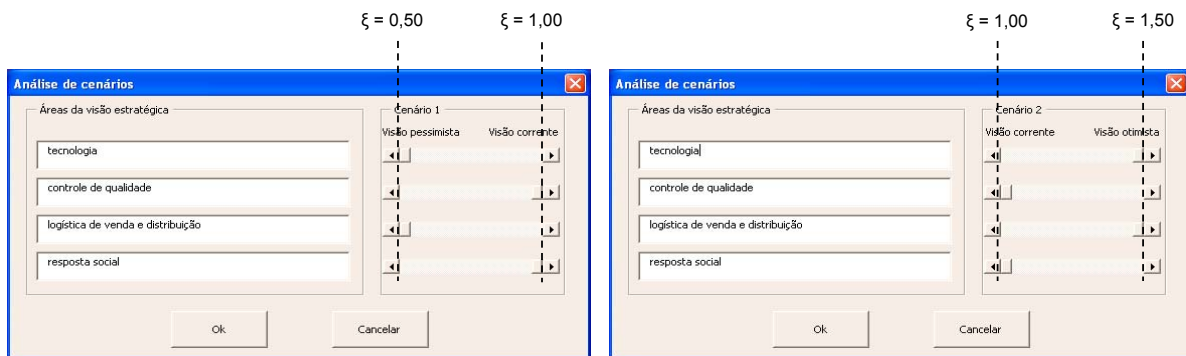 ξ = 0,50 ξ = 1,00
Análise de cenários
Áreas da visão estratégica
Cenário 1
Visão pessimista Visão corrente
tecnologia
controle de qualidade
logística de venda e distribuição
resposta social
Ok Cancelar
ξ = 1,00 ξ = 1,50
Análise de cenários
Áreas da visão estratégica
Cenário 2
Visão corrente Visão otimista
tecnologia
controle de qualidade
logística de venda e distribuição
resposta social
Ok Cancelar